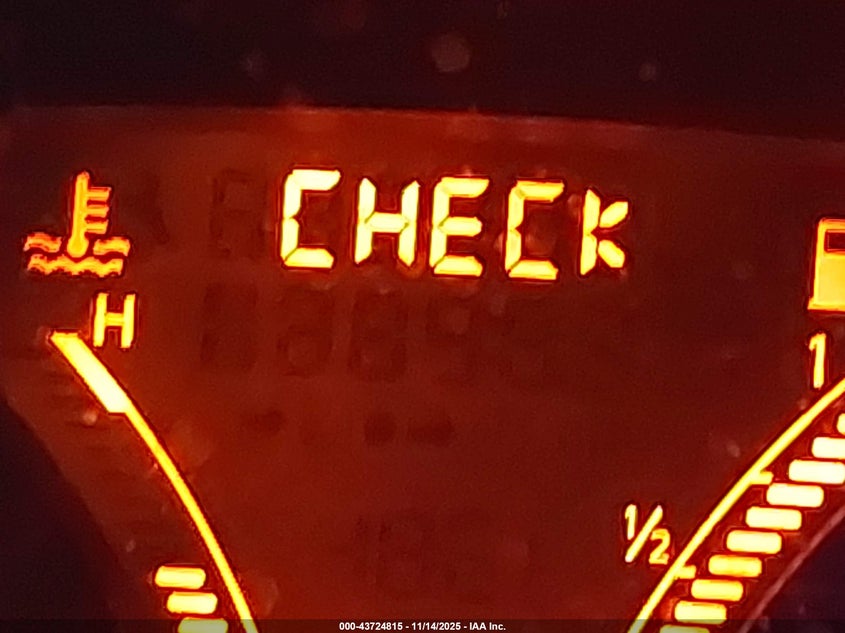 CHECK
H
1
1/2
000-43724815 - 11/14/2025 - IAA Inc.